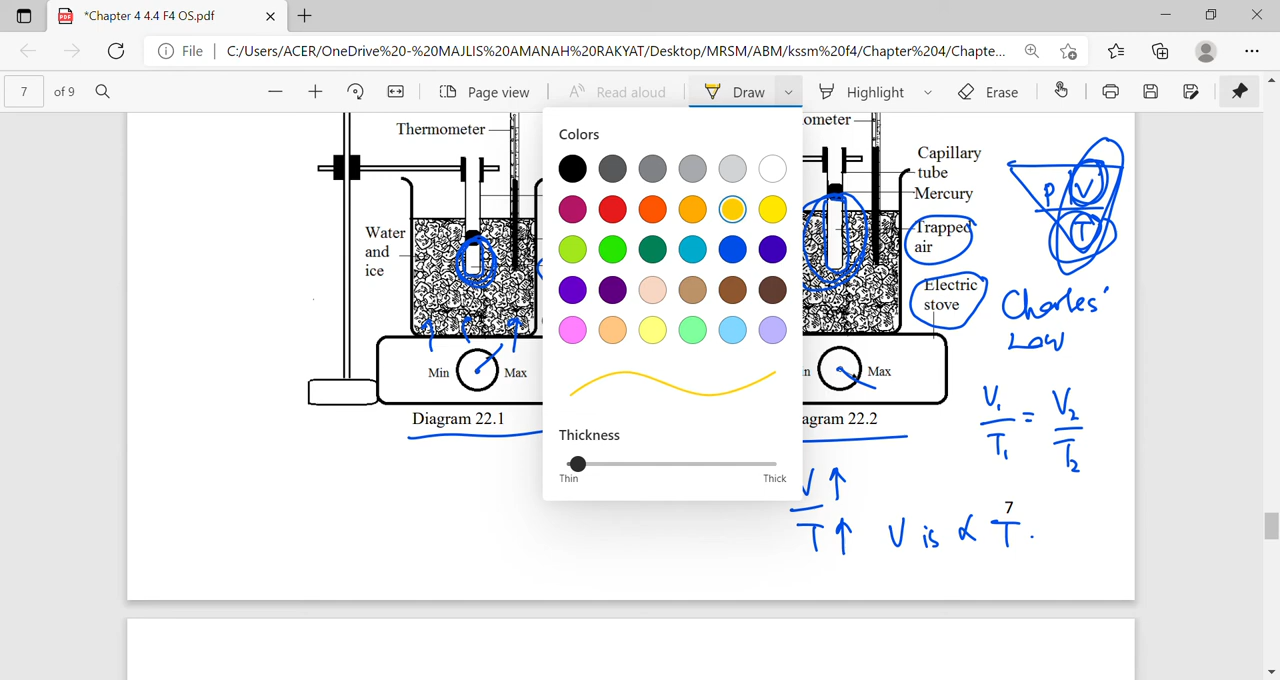 *Chapter 4 4.4 F4 OS.pdf
File
C:/Users/ACER/OneDrive%20-%20MAJLIS%20AMANAH%20RAKYAT/Desktop/MRSM/ABM/kssm%20f4/Chapter%204/Chapte...
7 of 9
Page view
Read aloud
Draw
Highlight
Erase
Thermometer
Water
and
ice
Min
Max
Diagram 22.1
Colors
Thickness
Thin
Thick
ometer
Capillary
tube
Mercury
Trapped
air
Electric
stove
n
Max
agram 22.2
P V
T
Charles'
Law
V₁/T₁ = V₂/T₂
V ↑
T ↑
V is ∝ T.
7